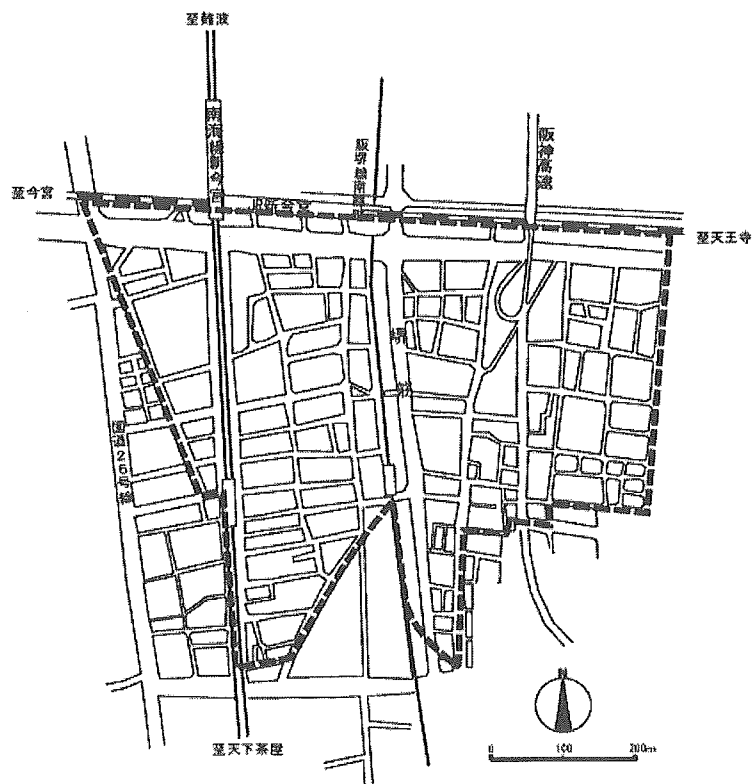 至難波
南海線新今宮
阪堺線南霞町
阪神高速
至今宮
JR新今宮
至天王寺
堺
筋
国道26号線
至天下茶屋
N
0 100 200m